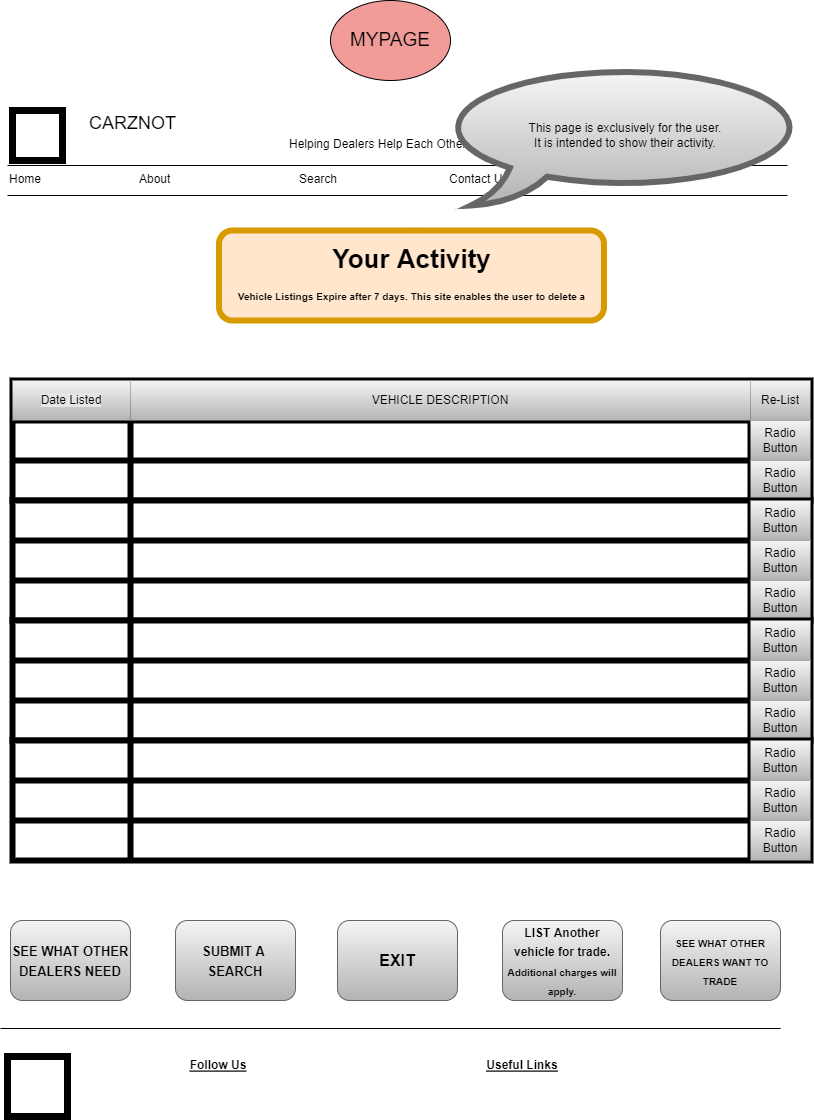 MYPAGE
CARZNOT
Helping Dealers Help Each Other
This page is exclusively for the user.
It is intended to show their activity.
Home About Search Contact U
Your Activity
Vehicle Listings Expire after 7 days. This site enables the user to delete a
Date Listed VEHICLE DESCRIPTION Re-List
Radio
Button
Radio
Button
Radio
Button
Radio
Button
Radio
Button
Radio
Button
Radio
Button
Radio
Button
Radio
Button
Radio
Button
Radio
Button
SEE WHAT OTHER
DEALERS NEED
SUBMIT A
SEARCH
EXIT
LIST Another
vehicle for trade.
Additional charges will
apply.
SEE WHAT OTHER
DEALERS WANT TO
TRADE
Follow Us Useful Links